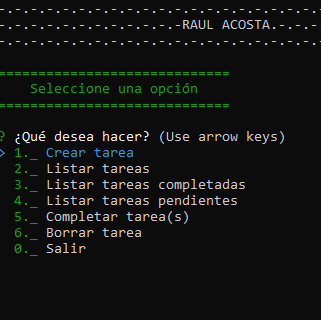 -.-.-.-.-.-.-.-.-.-.-.-.-.-.-.-.-.-.-.-.
-.-.-.-.-.-.-.-.-.-.-.-RAUL ACOSTA.-.-.-
-.-.-.-.-.-.-.-.-.-.-.-.-.-.-.-.-.-.-.-.
=============================
Seleccione una opción
=============================
? ¿Qué desea hacer? (Use arrow keys)
> 1._ Crear tarea
2._ Listar tareas
3._ Listar tareas completadas
4._ Listar tareas pendientes
5._ Completar tarea(s)
6._ Borrar tarea
0._ Salir